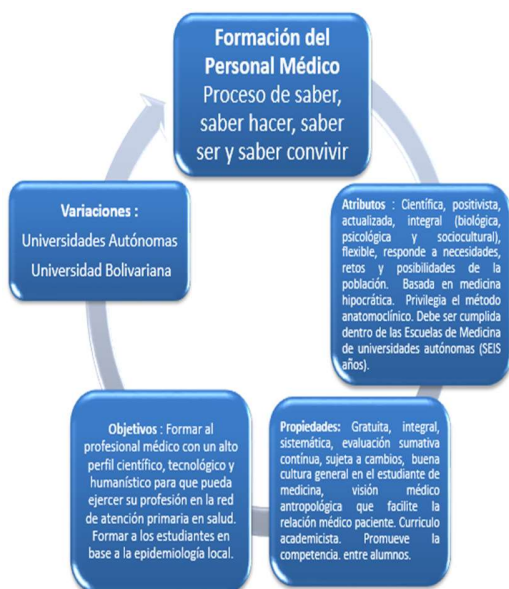 Formación del
Personal Médico
Proceso de saber,
saber hacer, saber
ser y saber convivir
Atributos : Científica, positivista,
actualizada, integral (biológica,
psicológica y sociocultural),
flexible, responde a necesidades,
retos y posibilidades de la
población. Basada en medicina
hipocrática. Privilegia el método
anatomoclínico. Debe ser cumplida
dentro de las Escuelas de Medicina
de universidades autónomas (SEIS
años).
Propiedades: Gratuita, integral,
sistemática, evaluación sumativa
contínua, sujeta a cambios, buena
cultura general en el estudiante de
medicina, visión médico
antropológica que facilite la
relación médico paciente. Curriculo
academicista. Promueve la
competencia. entre alumnos.
Objetivos : Formar al
profesional médico con un alto
perfil científico, tecnológico y
humanístico para que pueda
ejercer su profesión en la red
de atención primaria en salud.
Formar a los estudiantes en
base a la epidemiología local.
Variaciones :
Universidades Autónomas
Universidad Bolivariana